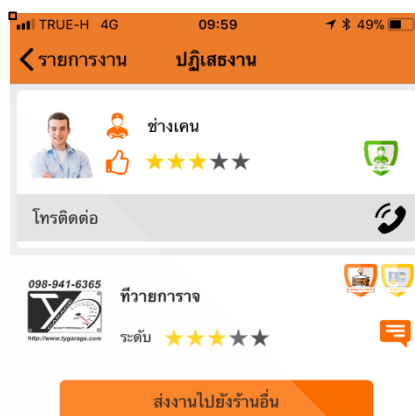 TRUE-H 4G 09:59 49%
รายการงาน ปฏิเสธงาน
ช่างเคน
โทรติดต่อ
098-941-6365
ทีวายการาจ
http://www.tygarage.com
ระดับ
ส่งงานไปยังร้านอื่น